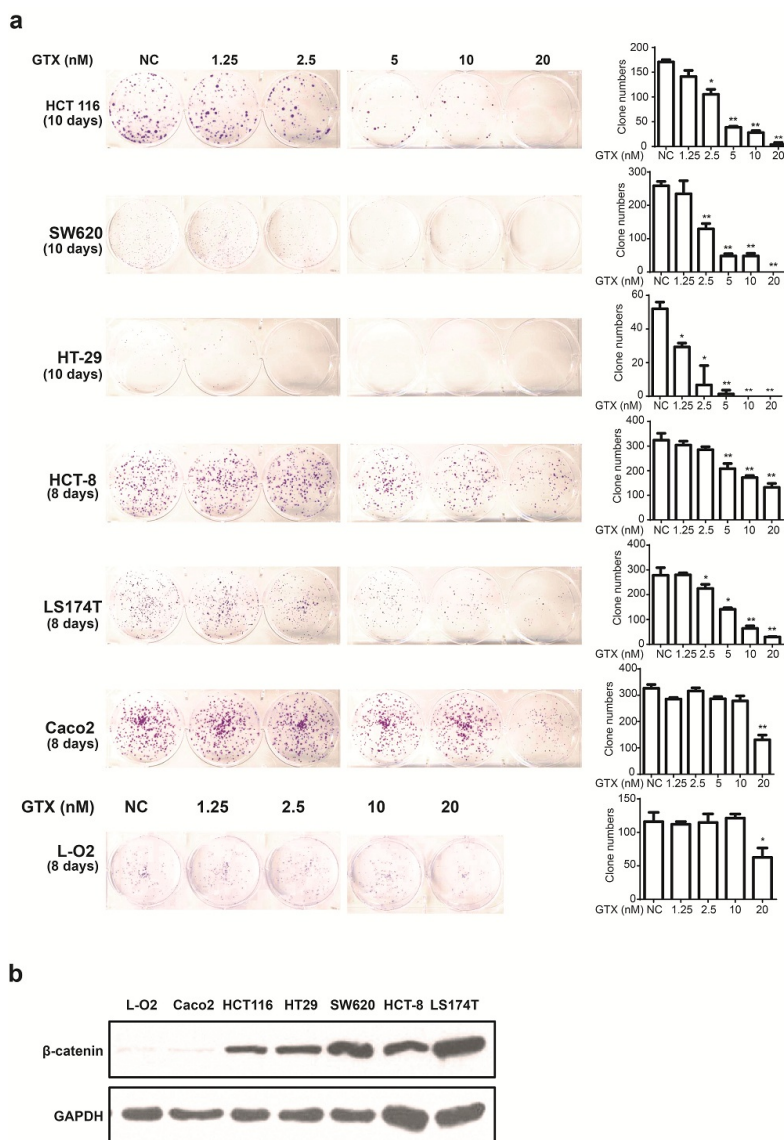 a
GTX (nM) NC 1.25 2.5 5 10 20
HCT 116
(10 days)
Clone numbers
200
150
100
50
0
* ** ** **
GTX (nM) NC 1.25 2.5 5 10 20
SW620
(10 days)
Clone numbers
300
200
100
0
** ** ** **
GTX (nM) NC 1.25 2.5 5 10 20
HT-29
(10 days)
Clone numbers
60
40
20
0
* * ** ** **
GTX (nM) NC 1.25 2.5 5 10 20
HCT-8
(8 days)
Clone numbers
400
300
200
100
0
** ** **
GTX (nM) NC 1.25 2.5 5 10 20
LS174T
(8 days)
Clone numbers
400
300
200
100
0
* * ** **
GTX (nM) NC 1.25 2.5 5 10 20
Caco2
(8 days)
Clone numbers
400
300
200
100
0
**
GTX (nM) NC 1.25 2.5 5 10 20
GTX (nM) NC 1.25 2.5 10 20
L-O2
(8 days)
Clone numbers
150
100
50
0
*
GTX (nM) NC 1.25 2.5 10 20
b
L-O2 Caco2 HCT116 HT29 SW620 HCT-8 LS174T
β-catenin
GAPDH